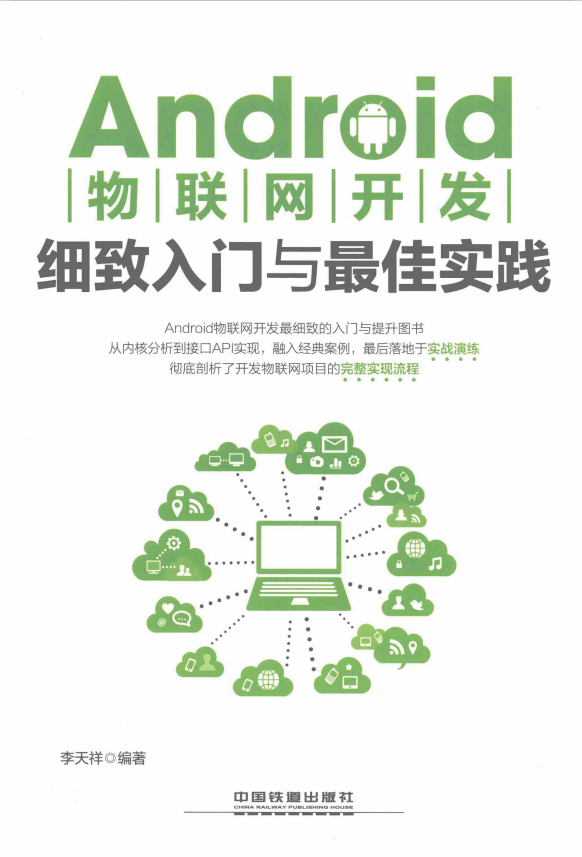 Android
物联网开发
细致入门与最佳实践
Android物联网开发最细致的入门与提升图书
从内核分析到接口API实现，融入经典案例，最后落地于实战演练
彻底剖析了开发物联网项目的完整实现流程
@
李天祥◎编著
中国铁道出版社
CHINA RAILWAY PUBLISHING HOUSE